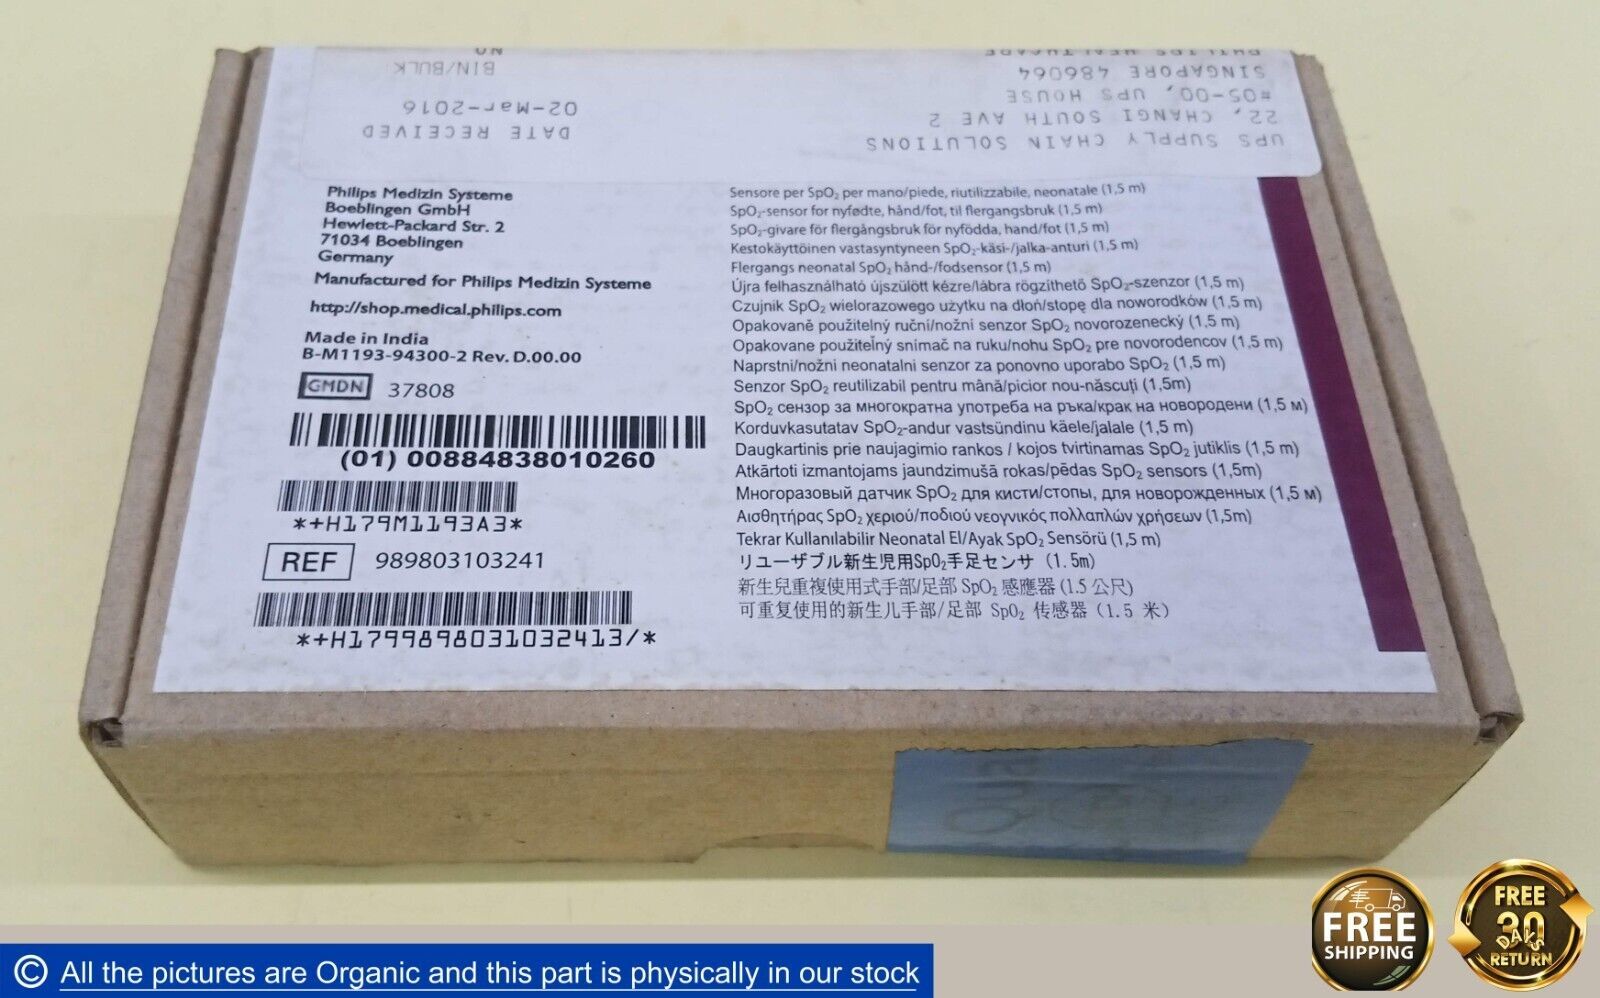 UPS SUPPLY CHAIN SOLUTIONS
22, CHANGI SOUTH AVE 2
#05-00, UPS HOUSE
SINGAPORE 486064
PHILIPS HEALTHCARE
DATE RECEIVED
02-Mar-2016
BIN/BULK
NO
Philips Medizin Systeme
Boeblingen GmbH
Hewlett-Packard Str. 2
71034 Boeblingen
Germany
Manufactured for Philips Medizin Systeme
http://shop.medical.philips.com
Made in India
B-M1193-94300-2 Rev. D.00.00
GMDN 37808
(01) 00884838010260
*+H179M1193A3*
REF 989803103241
*+H1799898031032413/*
Sensore per SpO₂ per mano/piede, riutilizzabile, neonatale (1,5 m)
SpO₂-sensor for nyfødte, hånd/fot, til flergangsbruk (1,5 m)
SpO₂-givare för flergångsbruk för nyfödda, hand/fot (1,5 m)
Kestokäyttöinen vastasyntyneen SpO₂-käsi-/jalka-anturi (1,5 m)
Flergangs neonatal SpO₂ hånd-/fodsensor (1,5 m)
Újra felhasználható újszülött kézre/lábra rögzíthető SpO₂-szenzor (1,5 m)
Czujnik SpO₂ wielorazowego użytku na dłoń/stopę dla noworodków (1,5 m)
Opakovaně použitelný ruční/nožní senzor SpO₂ novorozenecký (1,5 m)
Opakovane použiteľný snímač na ruku/nohu SpO₂ pre novorodencov (1,5 m)
Naprstni/nožni neonatalni senzor za ponovno uporabo SpO₂ (1,5 m)
Senzor SpO₂ reutilizabil pentru mână/picior nou-născuți (1,5m)
SpO₂ сензор за многократна употреба на ръка/крак на новородени (1,5 м)
Korduvkasutatav SpO₂-andur vastsündinu käele/jalale (1,5 m)
Daugkartinis prie naujagimio rankos / kojos tvirtinamas SpO₂ jutiklis (1,5 m)
Atkārtoti izmantojams jaundzimušā rokas/pēdas SpO₂ sensors (1,5m)
Многоразовый датчик SpO₂ для кисти/стопы, для новорожденных (1,5 м)
Αισθητήρας SpO₂ χεριού/ποδιού νεογνικός πολλαπλών χρήσεων (1,5m)
Tekrar Kullanılabilir Neonatal El/Ayak SpO₂ Sensörü (1,5 m)
リユーザブル新生児用SpO₂手足センサ (1.5m)
新生兒重複使用式手部/足部 SpO₂ 感應器 (1.5 公尺)
可重复使用的新生儿手部/足部 SpO₂ 传感器（1.5 米）
FREE
SHIPPING
FREE
30
DAYS
RETURN
© All the pictures are Organic and this part is physically in our stock